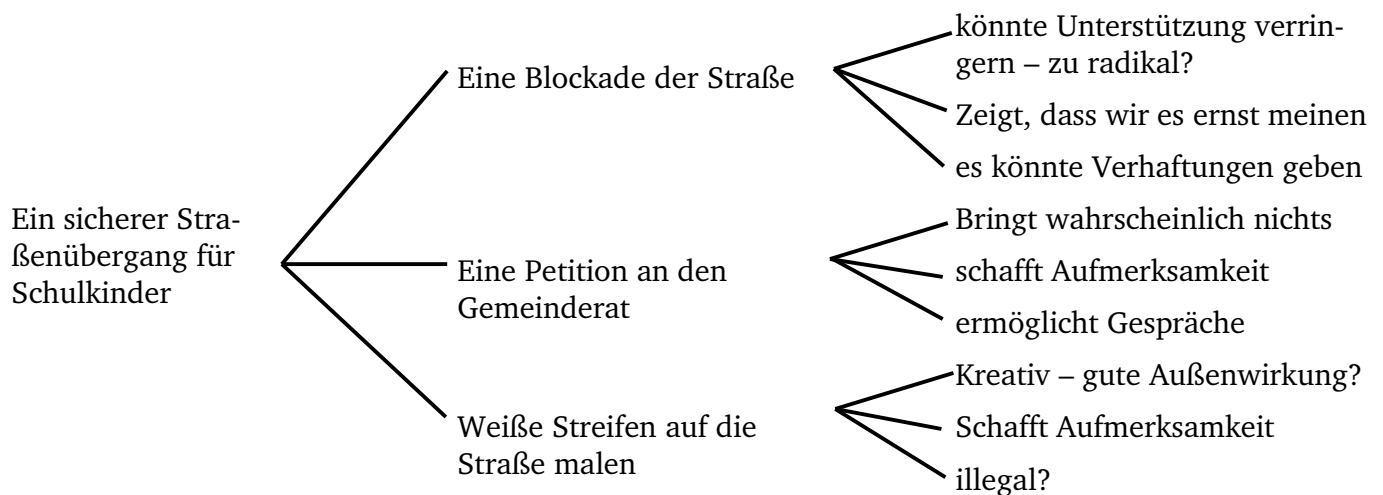 Ein sicherer Stra-
ßenübergang für
Schulkinder
Eine Blockade der Straße
könnte Unterstützung verrin-
gern – zu radikal?
Zeigt, dass wir es ernst meinen
es könnte Verhaftungen geben
Eine Petition an den
Gemeinderat
Bringt wahrscheinlich nichts
schafft Aufmerksamkeit
ermöglicht Gespräche
Weiße Streifen auf die
Straße malen
Kreativ – gute Außenwirkung?
Schafft Aufmerksamkeit
illegal?